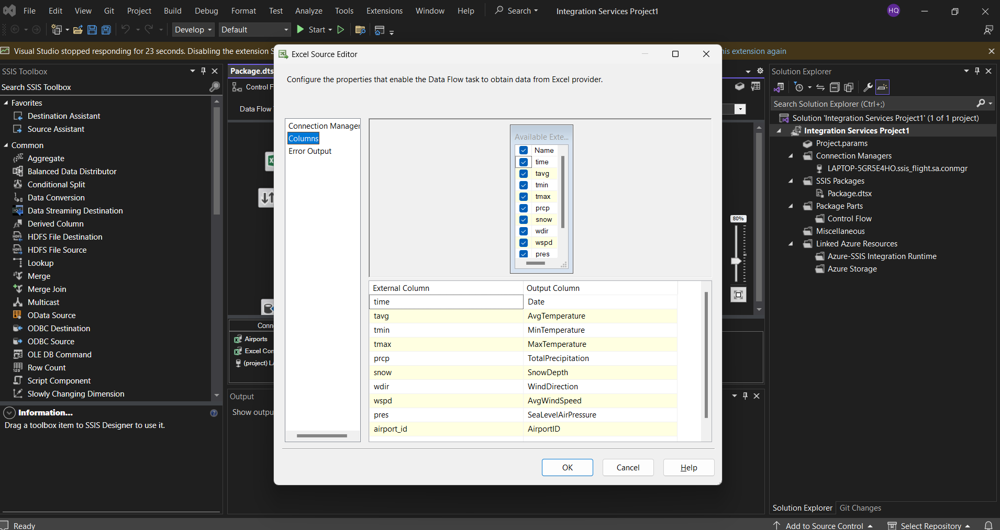 File Edit View Git Project Build Debug Format Test Analyze Tools Extensions Window Help Search Integration Services Project1 HQ
Develop Default Start
Visual Studio stopped responding for 23 seconds. Disabling the extension
this extension again
SSIS Toolbox
Search SSIS Toolbox
Favorites
Destination Assistant
Source Assistant
Common
Aggregate
Balanced Data Distributor
Conditional Split
Data Conversion
Data Streaming Destination
Derived Column
HDFS File Destination
HDFS File Source
Lookup
Merge
Merge Join
Multicast
OData Source
ODBC Destination
ODBC Source
OLE DB Command
Row Count
Script Component
Slowly Changing Dimension
Information...
Drag a toolbox item to SSIS Designer to use it.
Package.dts
Control F
Data Flow
80%
Conn
Airports
Excel Con
(project) LA
Output
Show outpu
Excel Source Editor
Configure the properties that enable the Data Flow task to obtain data from Excel provider.
Connection Manager
Columns
Error Output
Available Exte...
Name
time
tavg
tmin
tmax
prcp
snow
wdir
wspd
pres
External Column Output Column
time Date
tavg AvgTemperature
tmin MinTemperature
tmax MaxTemperature
prcp TotalPrecipitation
snow SnowDepth
wdir WindDirection
wspd AvgWindSpeed
pres SeaLevelAirPressure
airport_id AirportID
OK Cancel Help
Solution Explorer
Search Solution Explorer (Ctrl+;)
Solution 'Integration Services Project1' (1 of 1 project)
Integration Services Project1
Project.params
Connection Managers
LAPTOP-5GR5E4HO.ssis_flight.sa.conmgr
SSIS Packages
Package.dtsx
Package Parts
Control Flow
Miscellaneous
Linked Azure Resources
Azure-SSIS Integration Runtime
Azure Storage
Solution Explorer Git Changes
Ready
Add to Source Control Select Repository